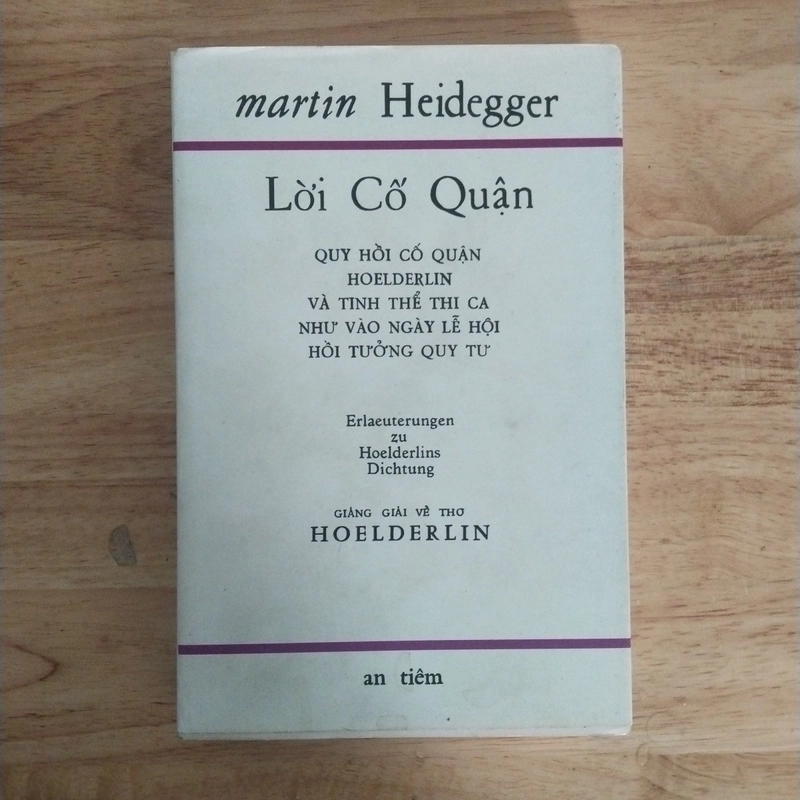 martin Heidegger
Lời Cố Quận
QUY HỒI CỐ QUẬN
HOELDERLIN
VÀ TINH THỂ THI CA
NHƯ VÀO NGÀY LỄ HỘI
HỒI TƯỞNG QUY TƯ
Erlaeuterungen
zu
Hoelderlins
Dichtung
GIẢNG GIẢI VỀ THƠ
HOELDERLIN
an tiêm